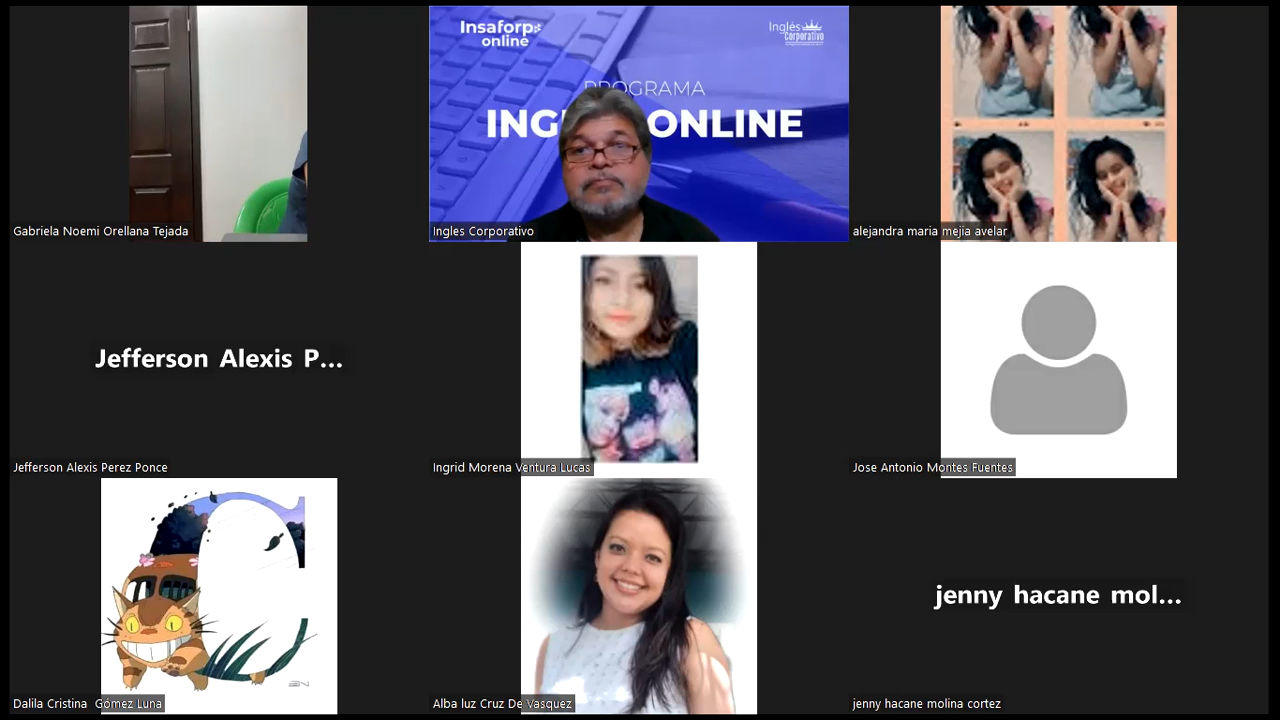 Insaforp
online
Inglés
Corporativo
PROGRAMA
INGL ONLINE
Gabriela Noemi Orellana Tejada
Ingles Corporativo
alejandra maria mejia avelar
Jefferson Alexis P...
Jefferson Alexis Perez Ponce
Ingrid Morena Ventura Lucas
Jose Antonio Montes Fuentes
jenny hacane mol...
Dalila Cristina Gómez Luna
Alba luz Cruz De Vasquez
jenny hacane molina cortez